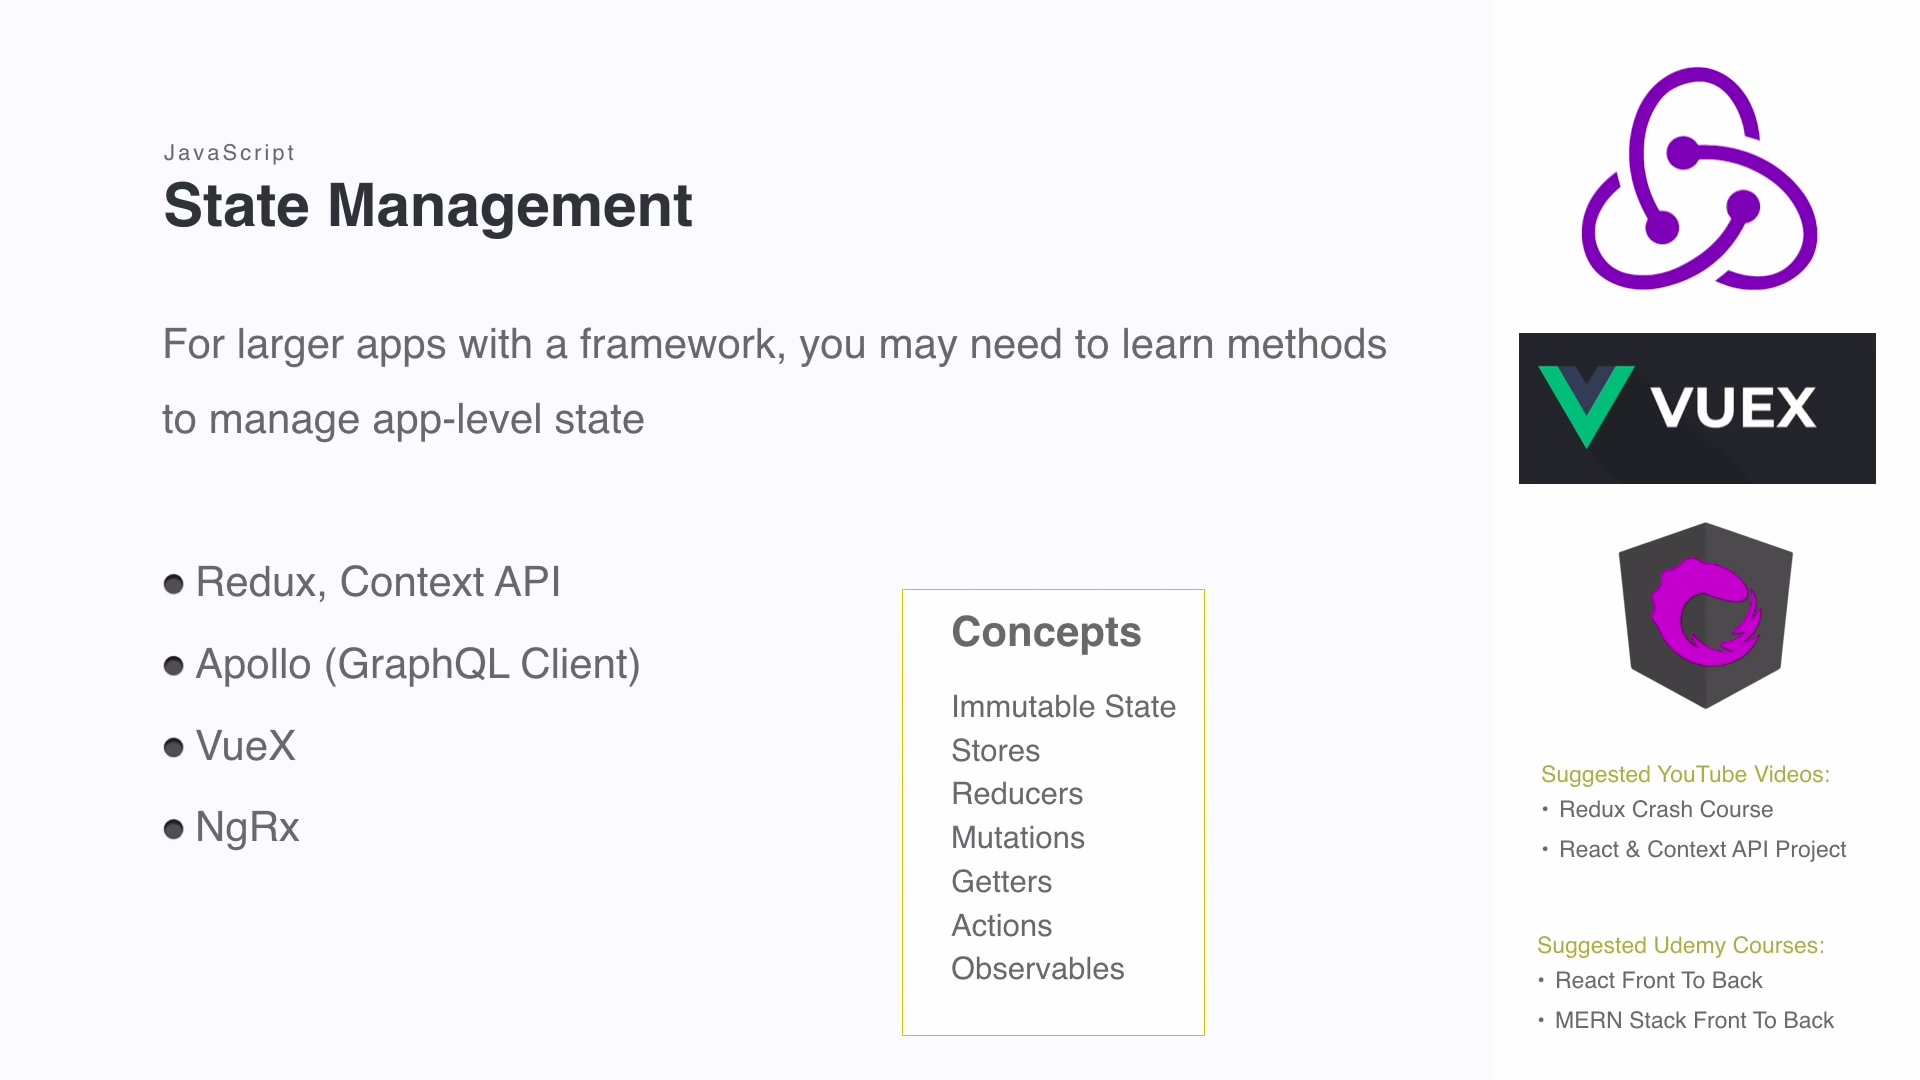 JavaScript
State Management
For larger apps with a framework, you may need to learn methods
to manage app-level state
Redux, Context API
Apollo (GraphQL Client)
VueX
NgRx
Concepts
Immutable State
Stores
Reducers
Mutations
Getters
Actions
Observables
VUEX
Suggested YouTube Videos:
• Redux Crash Course
• React & Context API Project
Suggested Udemy Courses:
• React Front To Back
• MERN Stack Front To Back